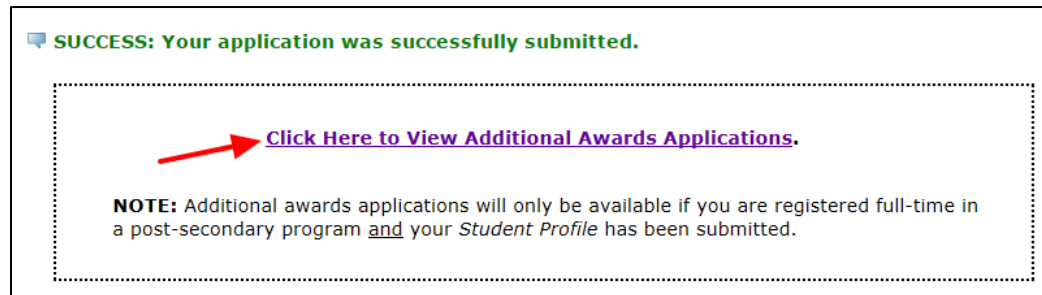 SUCCESS: Your application was successfully submitted.
Click Here to View Additional Awards Applications.
NOTE: Additional awards applications will only be available if you are registered full-time in
a post-secondary program and your Student Profile has been submitted.